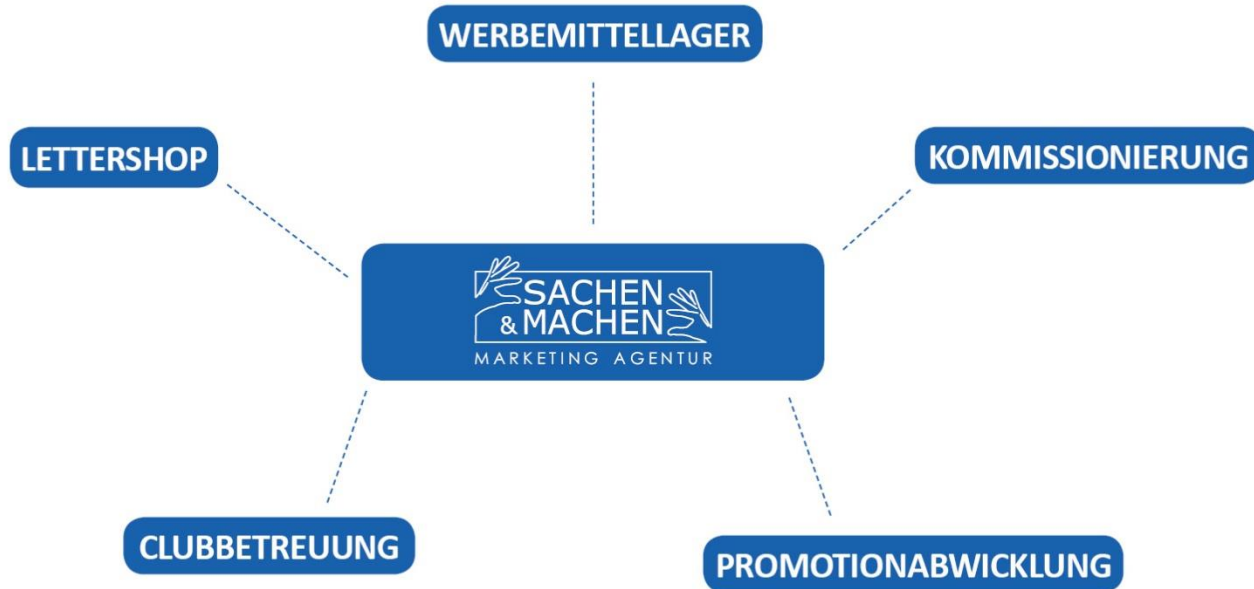 WERBEMITTELLAGER
LETTERSHOP
KOMMISSIONIERUNG
SACHEN
& MACHEN
MARKETING AGENTUR
CLUBBETREUUNG
PROMOTIONABWICKLUNG